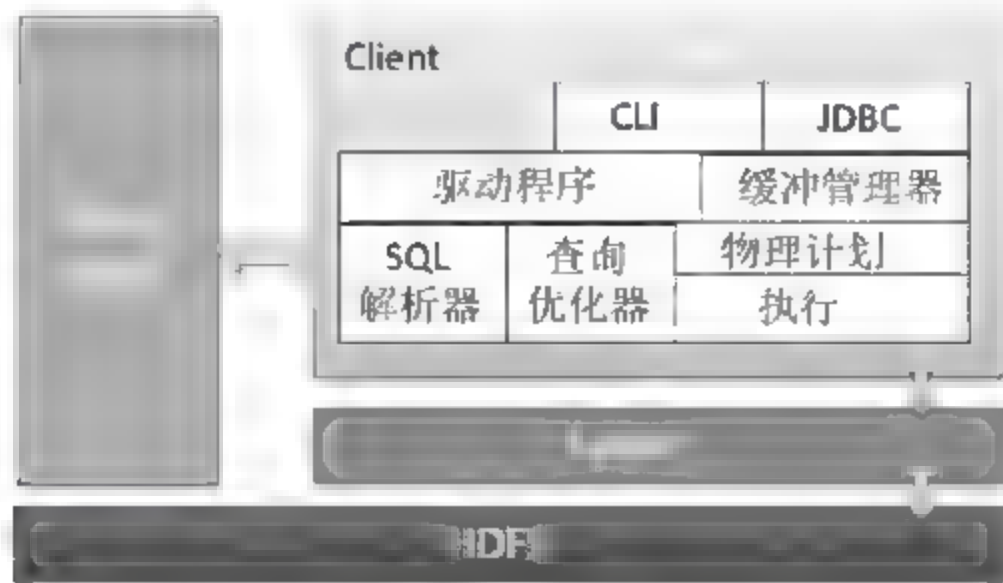 Client
CLI
JDBC
驱动程序
缓冲管理器
SQL
解析器
查询
优化器
物理计划
执行